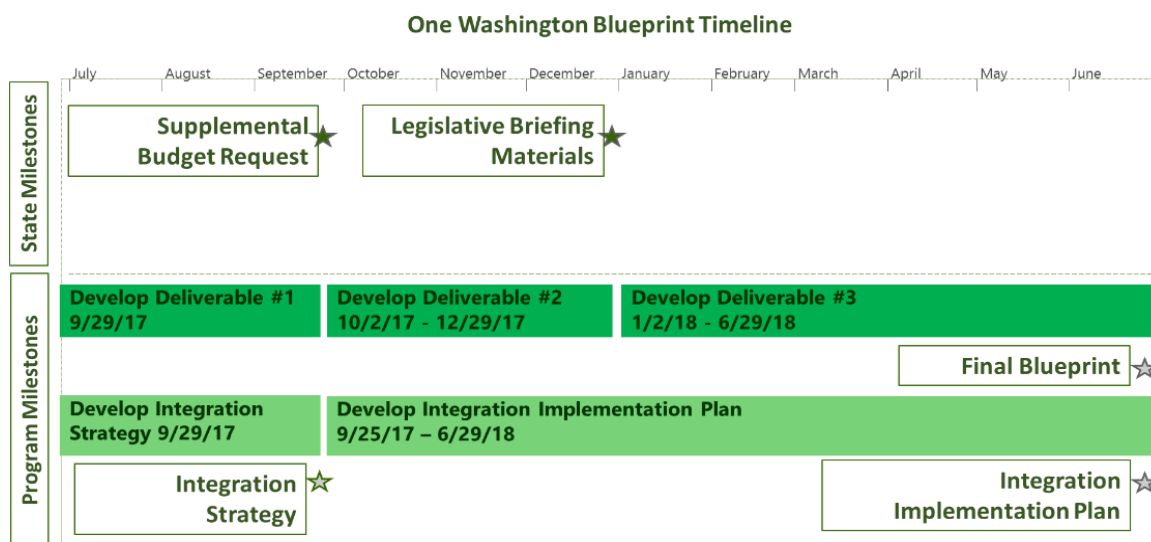 One Washington Blueprint Timeline
July August September October November December January February March April May June
State Milestones
Supplemental
Budget Request
Legislative Briefing
Materials
Program Milestones
Develop Deliverable #1
9/29/17
Develop Deliverable #2
10/2/17 - 12/29/17
Develop Deliverable #3
1/2/18 - 6/29/18
Final Blueprint
Develop Integration
Strategy 9/29/17
Develop Integration Implementation Plan
9/25/17 – 6/29/18
Integration
Strategy
Integration
Implementation Plan